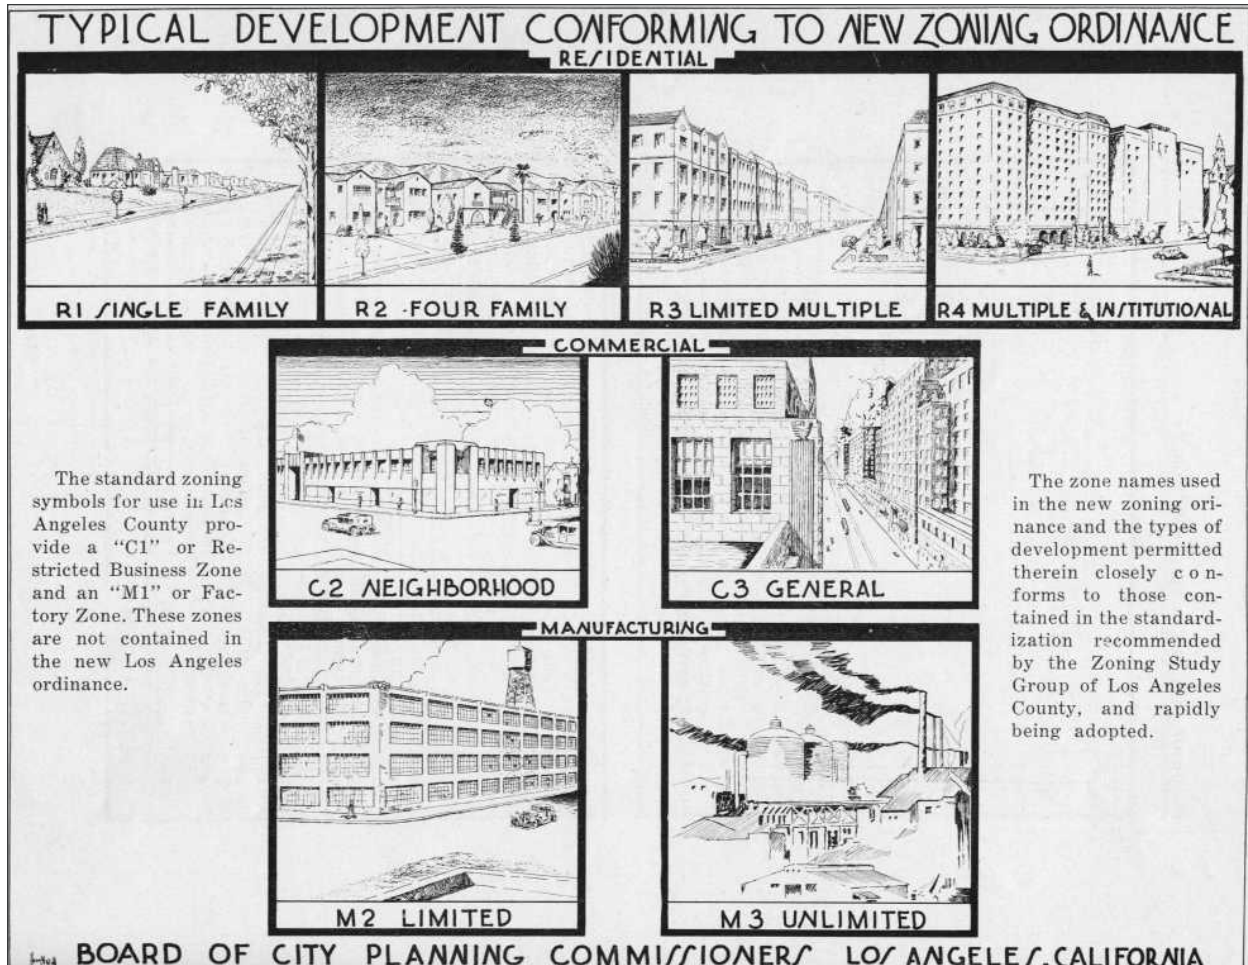 TYPICAL DEVELOPMENT CONFORMING TO NEW ZONING ORDINANCE
RESIDENTIAL
R1 SINGLE FAMILY
R2 - FOUR FAMILY
R3 LIMITED MULTIPLE
R4 MULTIPLE & INSTITUTIONAL
COMMERCIAL
C2 NEIGHBORHOOD
C3 GENERAL
The standard zoning
symbols for use in Los
Angeles County pro-
vide a "C1" or Re-
stricted Business Zone
and an "M1" or Fac-
tory Zone. These zones
are not contained in
the new Los Angeles
ordinance.
The zone names used
in the new zoning ori-
nance and the types of
development permitted
therein closely con-
forms to those con-
tained in the standard-
ization recommended
by the Zoning Study
Group of Los Angeles
County, and rapidly
being adopted.
MANUFACTURING
M2 LIMITED
M3 UNLIMITED
BOARD OF CITY PLANNING COMMISSIONERS LOS ANGELES, CALIFORNIA